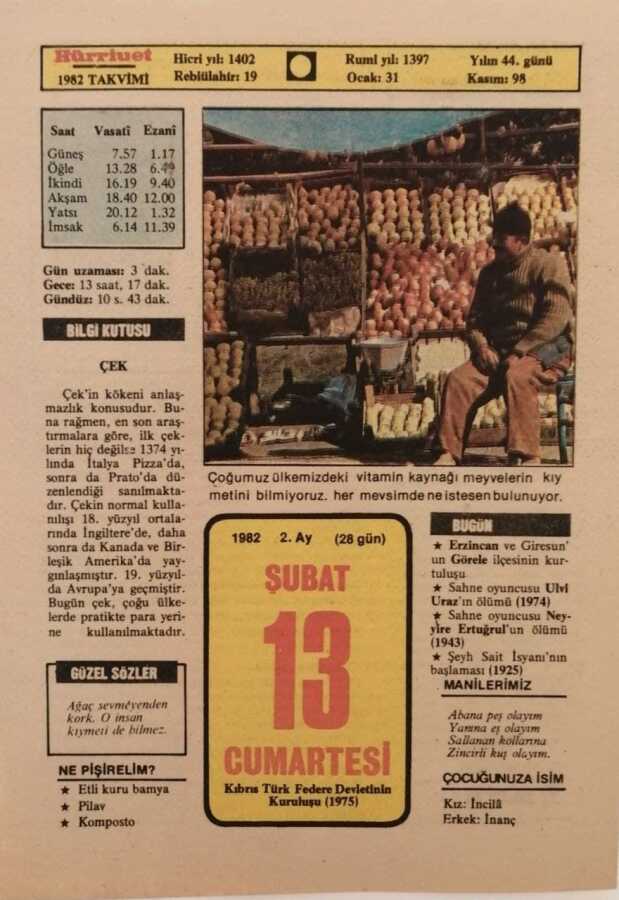 Hürriyet
1982 TAKVİMİ
Hicri yıl: 1402
Rebiülahir: 19
Rumi yıl: 1397
Ocak: 31
Yılın 44. günü
Kasım: 98
Saat Vasatî Ezanî
Güneş 7.57 1.17
Öğle 13.28 6.49
İkindi 16.19 9.40
Akşam 18.40 12.00
Yatsı 20.12 1.32
İmsak 6.14 11.39
Gün uzaması: 3 dak.
Gece: 13 saat, 17 dak.
Gündüz: 10 s. 43 dak.
BİLGİ KUTUSU
ÇEK
Çek'in kökeni anlaş-
mazlık konusudur. Bu-
na rağmen, en son araş-
tırmalara göre, ilk çek-
lerin hiç değilse 1374 yı-
lında İtalya Pizza'da,
sonra da Prato'da dü-
zenlendiği sanılmakta-
dır. Çekin normal kulla-
nılışı 18. yüzyıl ortala-
rında İngiltere'de, daha
sonra da Kanada ve Bir-
leşik Amerika'da yay-
gınlaşmıştır. 19. yüzyıl-
da Avrupa'ya geçmiştir.
Bugün çek, çoğu ülke-
lerde pratikte para yeri-
ne kullanılmaktadır.
GÜZEL SÖZLER
Ağaç sevmeyenden
kork. O insan
kıymeti de bilmez.
NE PİŞİRELİM?
★ Etli kuru bamya
★ Pilav
★ Komposto
Çoğumuz ülkemizdeki vitamin kaynağı meyvelerin kıy
metini bilmiyoruz. her mevsimde ne istesen bulunuyor.
1982 2. Ay (28 gün)
ŞUBAT
13
CUMARTESİ
Kıbrıs Türk Federe Devletinin
Kuruluşu (1975)
BUGÜN
★ Erzincan ve Giresun'
un Görele ilçesinin kur-
tuluşu
★ Sahne oyuncusu Ulvi
Uraz'ın ölümü (1974)
★ Sahne oyuncusu Ney-
yire Ertuğrul'un ölümü
(1943)
★ Şeyh Sait İsyanı'nın
başlaması (1925)
MANİLERİMİZ
Abana peş olayım
Yanına eş olayım
Sallanan kollarına
Zincirli kuş olayım.
ÇOCUĞUNUZA İSİM
Kız: İncilâ
Erkek: İnanç